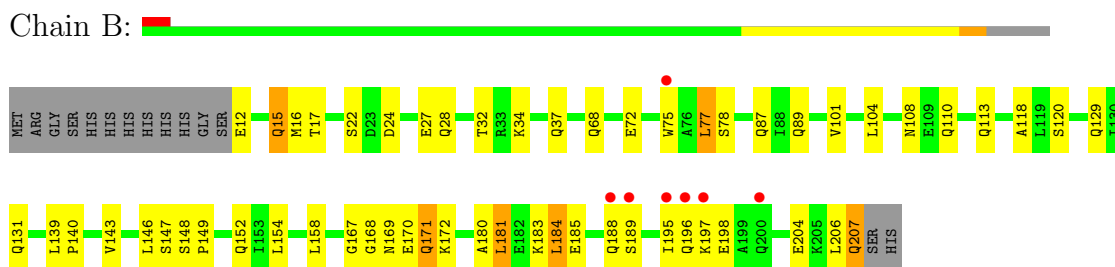 Chain B:
MET ARG GLY SER HIS HIS HIS HIS HIS HIS GLY SER E12 Q15 M16 T17 S22 D23 D24 E27 Q28 T32 R33 K34 Q37 Q68 E72 W75 A76 L77 S78 Q87 I88 Q89 V101 L104 N108 E109 Q110 Q113 A118 L119 S120 Q129 I130
Q131 L139 P140 V143 L146 S147 S148 P149 Q152 I153 L154 L158 G167 G168 N169 E170 Q171 K172 A180 L181 E182 K183 L184 E185 Q188 S189 I195 Q196 K197 E198 A199 Q200 E204 K205 L206 Q207 SER HIS